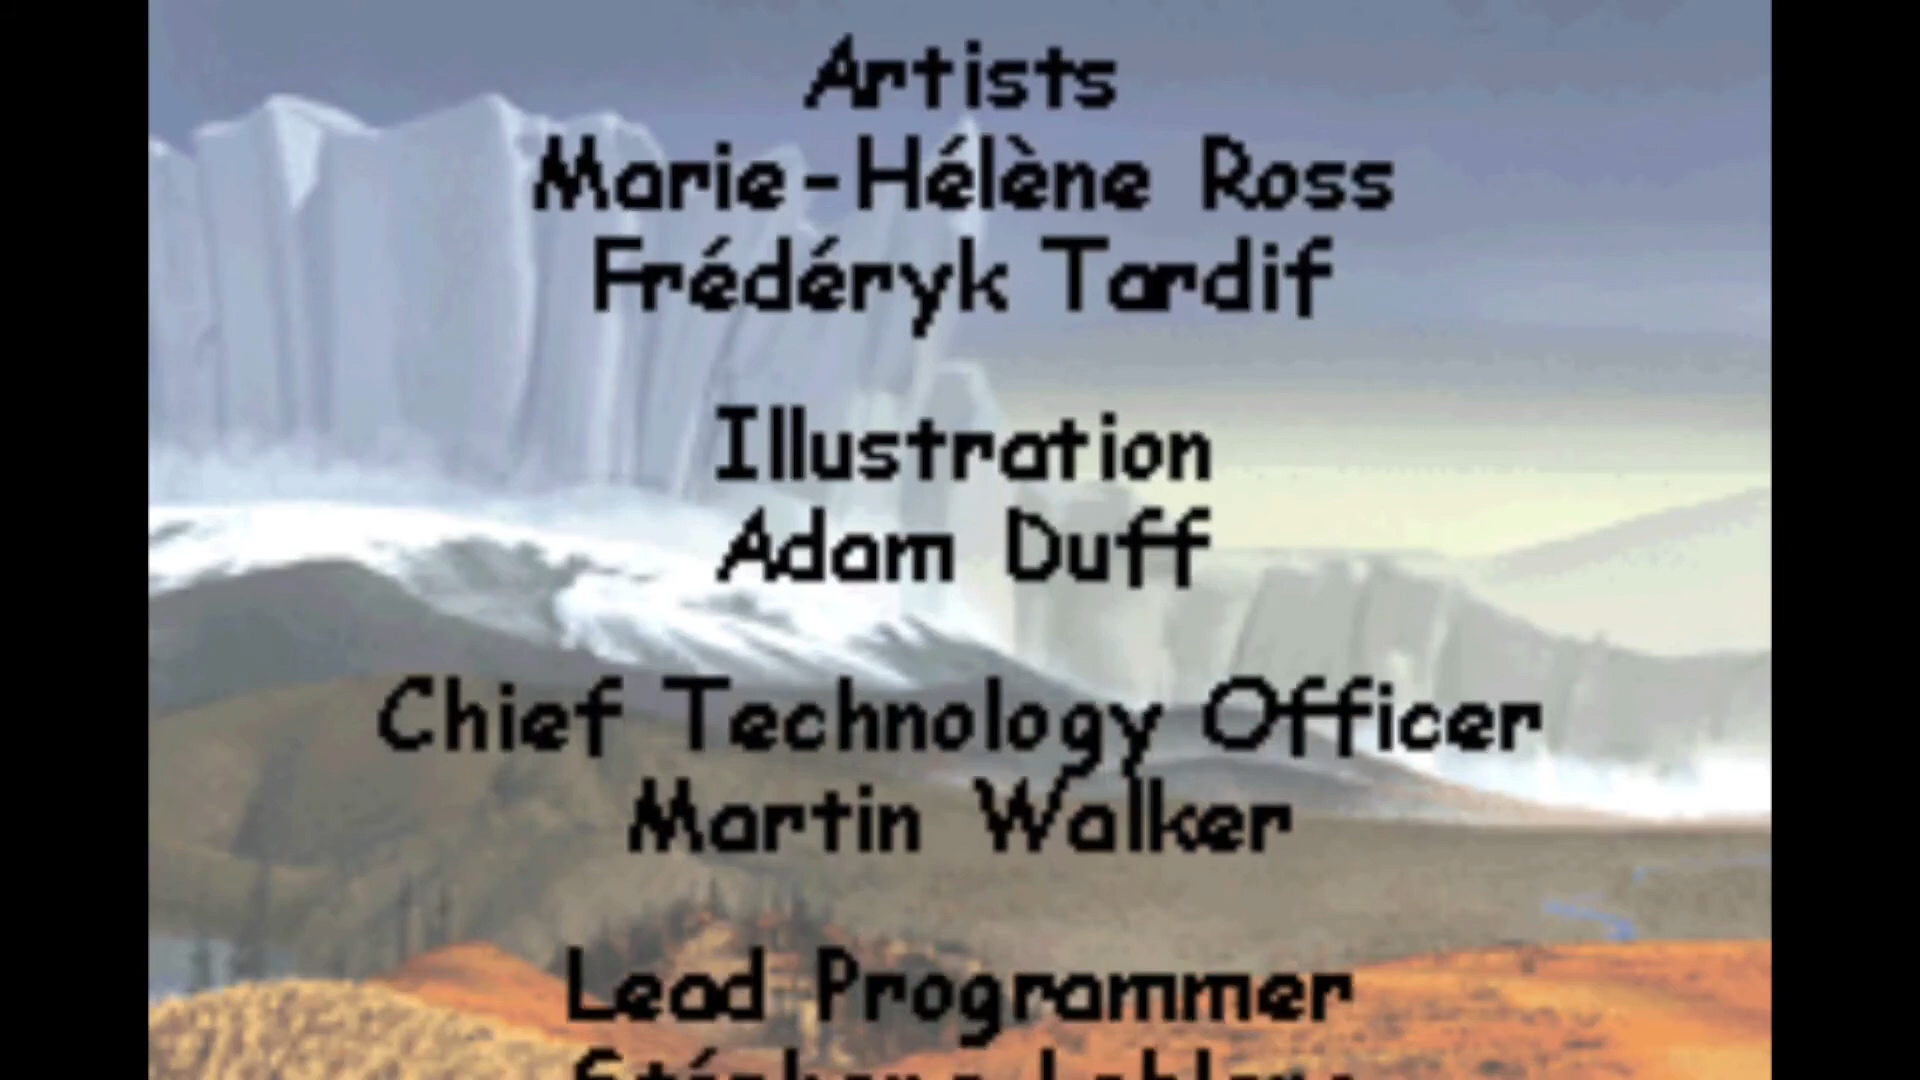 Artists
Marie-Hélène Ross
Frédéryk Tardif
Illustration
Adam Duff
Chief Technology Officer
Martin Walker
Lead Programmer